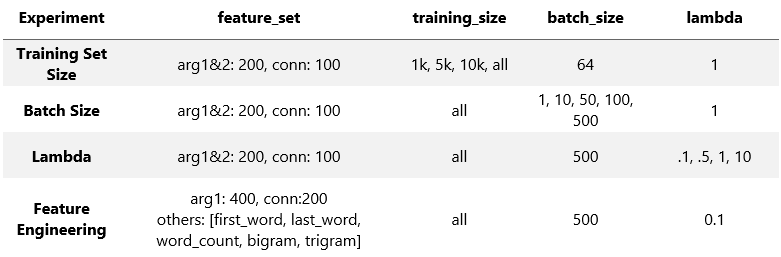 Experiment feature_set training_size batch_size lambda
Training Set Size arg1&2: 200, conn: 100 1k, 5k, 10k, all 64 1
Batch Size arg1&2: 200, conn: 100 all 1, 10, 50, 100, 500 1
Lambda arg1&2: 200, conn: 100 all 500 .1, .5, 1, 10
Feature Engineering arg1: 400, conn:200 others: [first_word, last_word, word_count, bigram, trigram] all 500 0.1